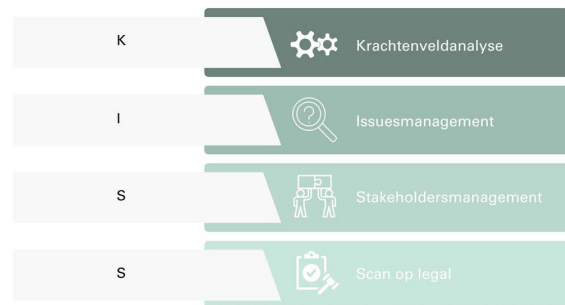 K Krachtenveldanalyse
I Issuesmanagement
S Stakeholdersmanagement
S Scan op legal